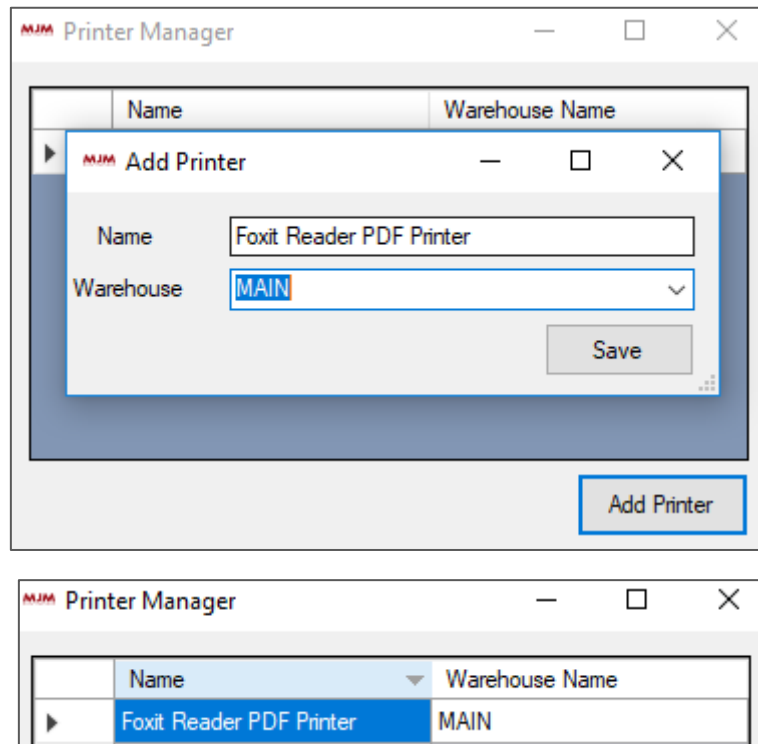 MJM Printer Manager
Name Warehouse Name
MJM Add Printer
Name Foxit Reader PDF Printer
Warehouse MAIN
Save
Add Printer
MJM Printer Manager
Name Warehouse Name
Foxit Reader PDF Printer MAIN